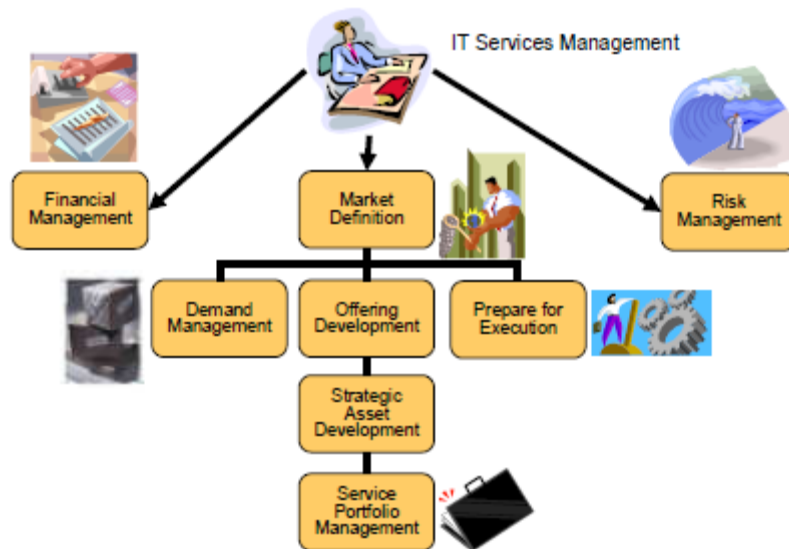 IT Services Management
Financial
Management
Market
Definition
Risk
Management
Demand
Management
Offering
Development
Prepare for
Execution
Strategic
Asset
Development
Service
Portfolio
Management